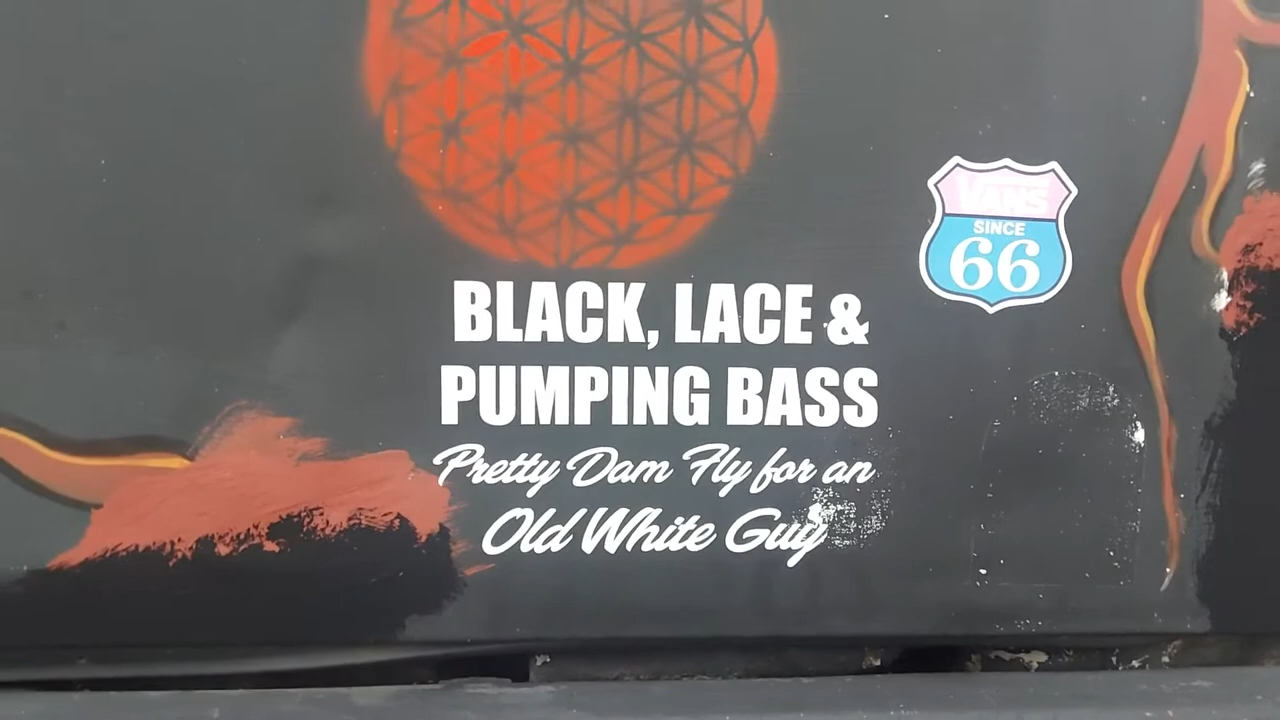 BLACK, LACE &
PUMPING BASS
Pretty Dam Fly for an
Old White Guy
VANS
SINCE
66